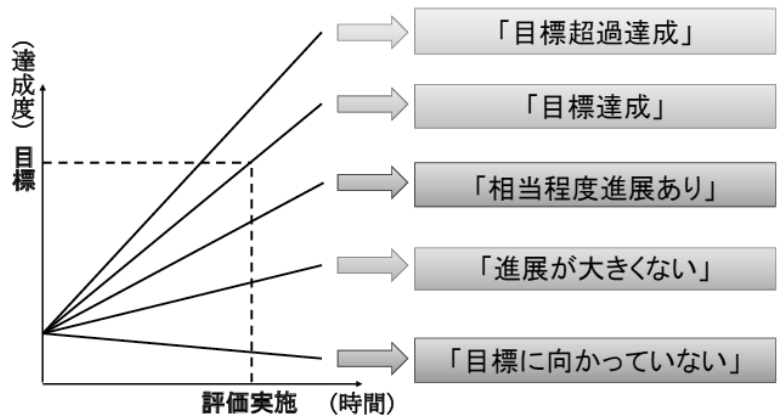 (達成度)
目標
「目標超過達成」
「目標達成」
「相当程度進展あり」
「進展が大きくない」
「目標に向かっていない」
評価実施 (時間)